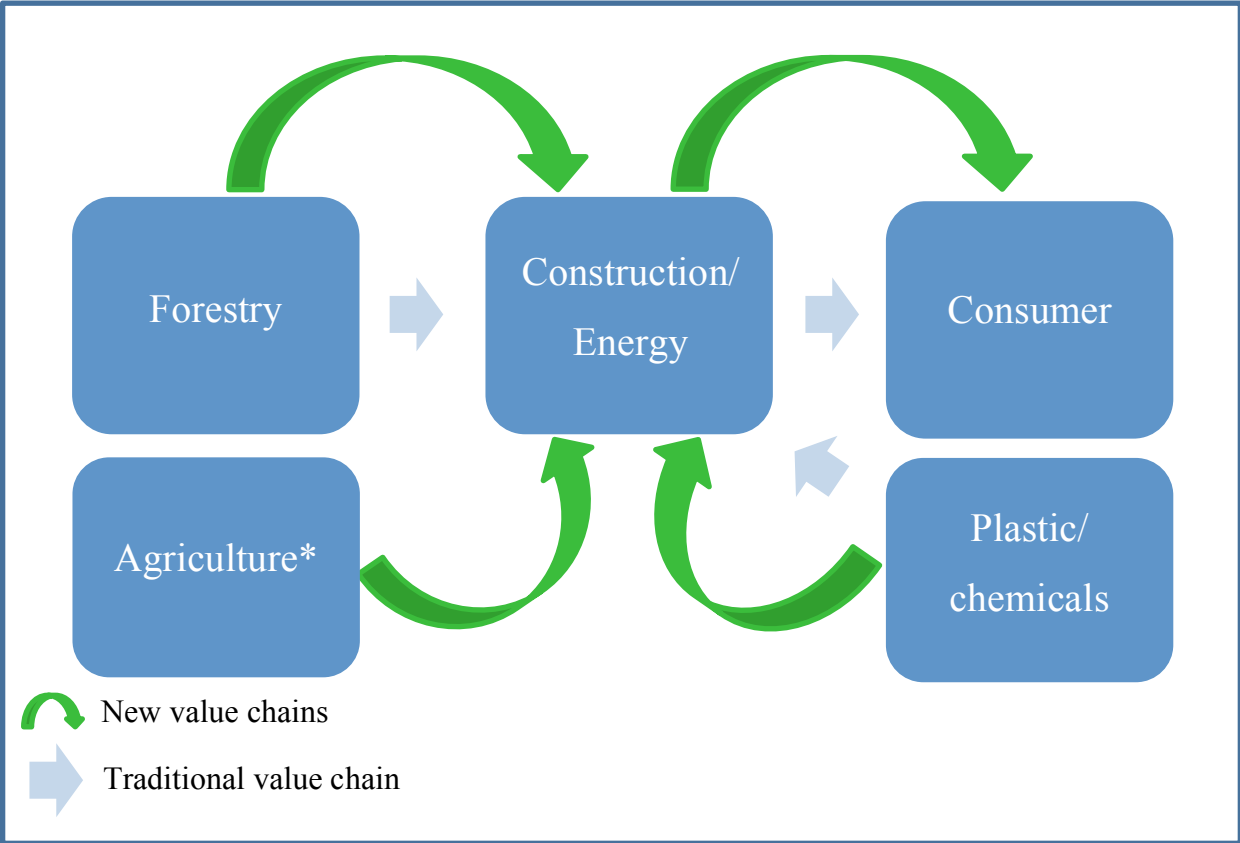 Forestry
Construction/
Energy
Consumer
Agriculture*
Plastic/
chemicals
New value chains
Traditional value chain